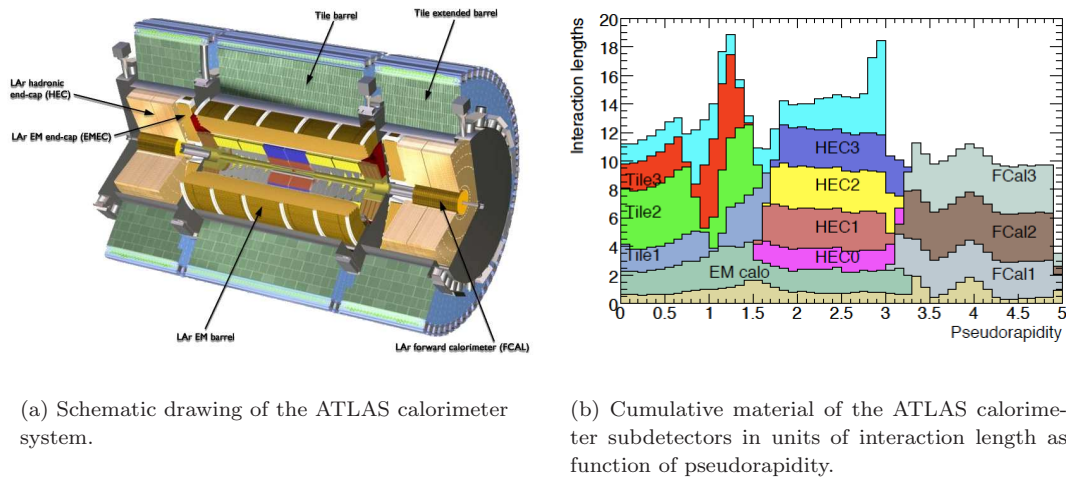 Tile barrel
Tile extended barrel
LAr hadronic
end-cap (HEC)
LAr EM end-cap (EMEC)
LAr EM barrel
LAr forward calorimeter (FCAL)
Interaction lengths
20
18
16
14
12
10
8
6
4
2
0
Tile3
Tile2
Tile1
EM calo
HEC3
HEC2
HEC1
HEC0
FCal3
FCal2
FCal1
0 0.5 1 1.5 2 2.5 3 3.5 4 4.5 5
Pseudorapidity
(a) Schematic drawing of the ATLAS calorimeter
system.
(b) Cumulative material of the ATLAS calorime-
ter subdetectors in units of interaction length as
function of pseudorapidity.